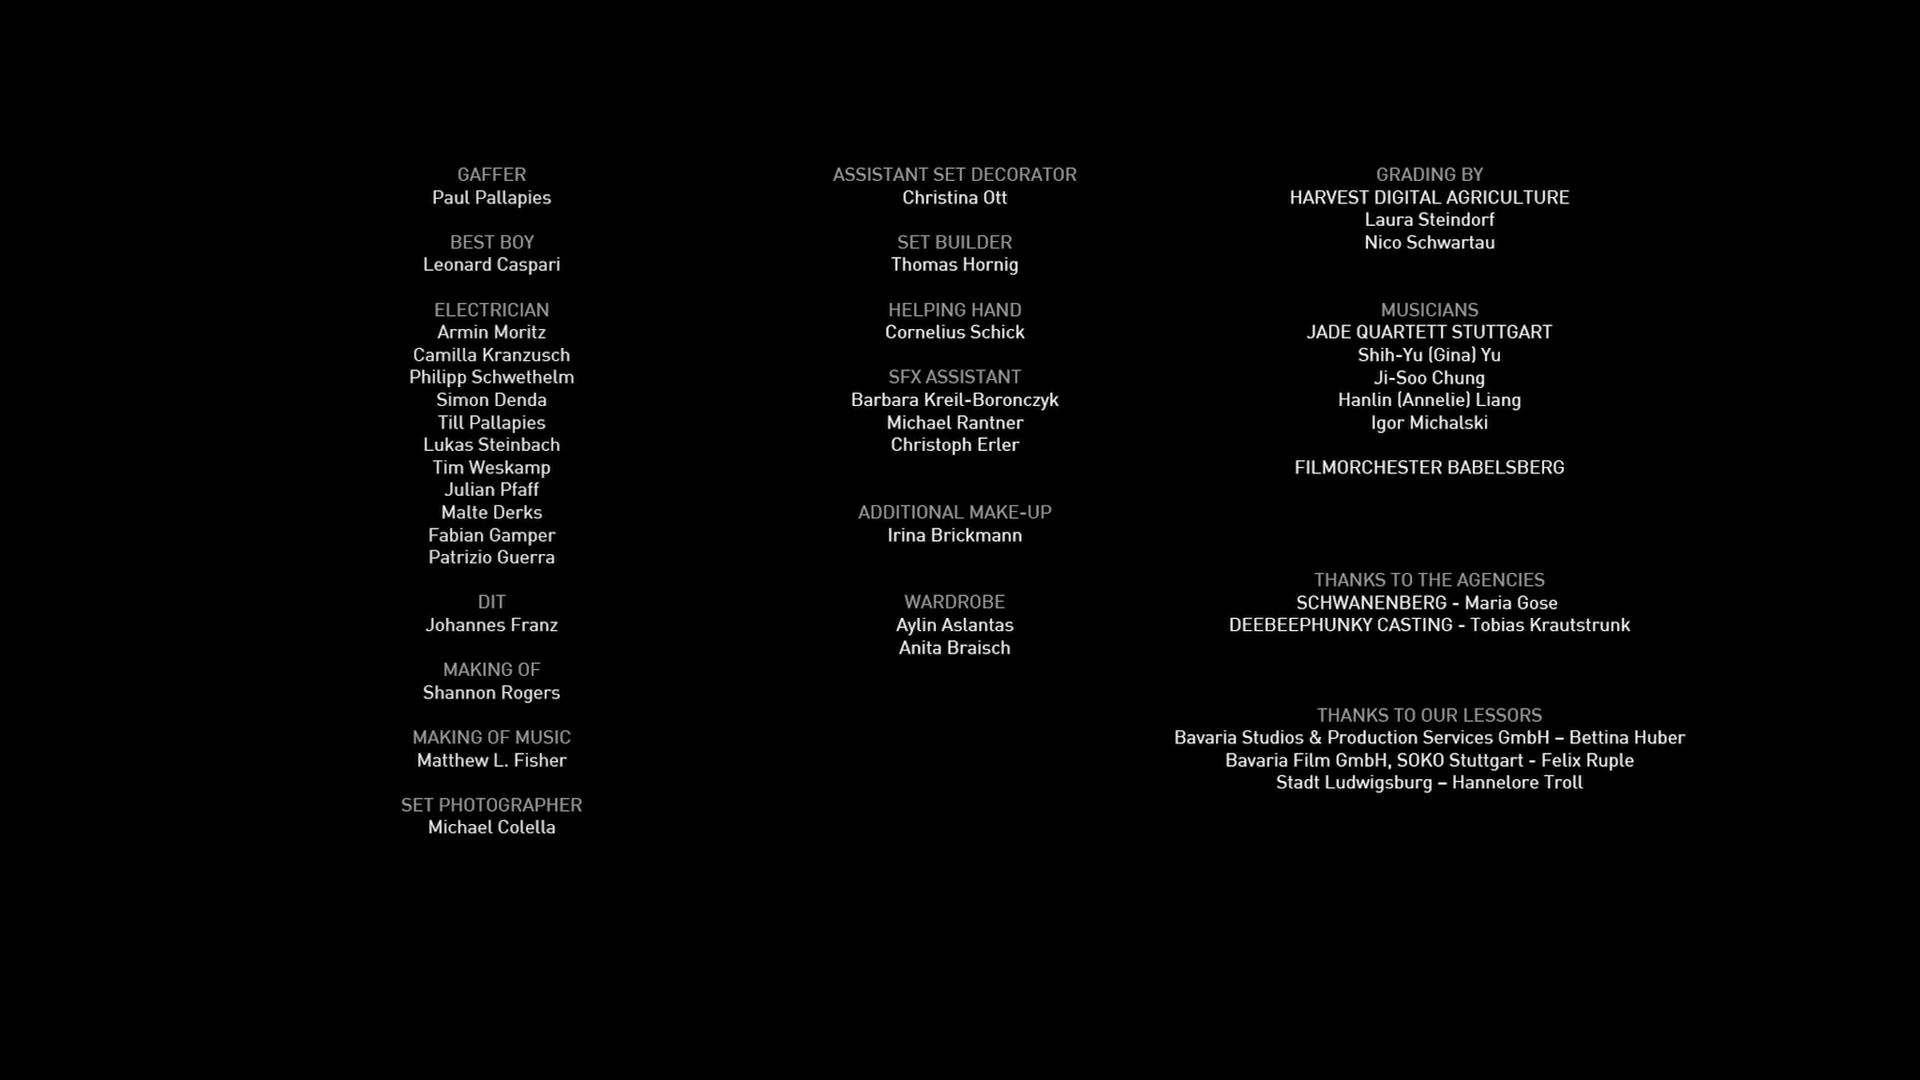 GAFFER
Paul Pallapies
BEST BOY
Leonard Caspari
ELECTRICIAN
Armin Moritz
Camilla Kranzusch
Philipp Schwethelm
Simon Denda
Till Pallapies
Lukas Steinbach
Tim Weskamp
Julian Pfaff
Malte Derks
Fabian Gamper
Patrizio Guerra
DIT
Johannes Franz
MAKING OF
Shannon Rogers
MAKING OF MUSIC
Matthew L. Fisher
SET PHOTOGRAPHER
Michael Colella
ASSISTANT SET DECORATOR
Christina Ott
SET BUILDER
Thomas Hornig
HELPING HAND
Cornelius Schick
SFX ASSISTANT
Barbara Kreil-Boronczyk
Michael Rantner
Christoph Erler
ADDITIONAL MAKE-UP
Irina Brickmann
WARDROBE
Aylin Aslantas
Anita Braisch
GRADING BY
HARVEST DIGITAL AGRICULTURE
Laura Steindorf
Nico Schwartau
MUSICIANS
JADE QUARTETT STUTTGART
Shih-Yu (Gina) Yu
Ji-Soo Chung
Hanlin (Annelie) Liang
Igor Michalski
FILMORCHESTER BABELSBERG
THANKS TO THE AGENCIES
SCHWANENBERG - Maria Gose
DEEBEEPHUNKY CASTING - Tobias Krautstrunk
THANKS TO OUR LESSORS
Bavaria Studios & Production Services GmbH – Bettina Huber
Bavaria Film GmbH, SOKO Stuttgart - Felix Ruple
Stadt Ludwigsburg – Hannelore Troll